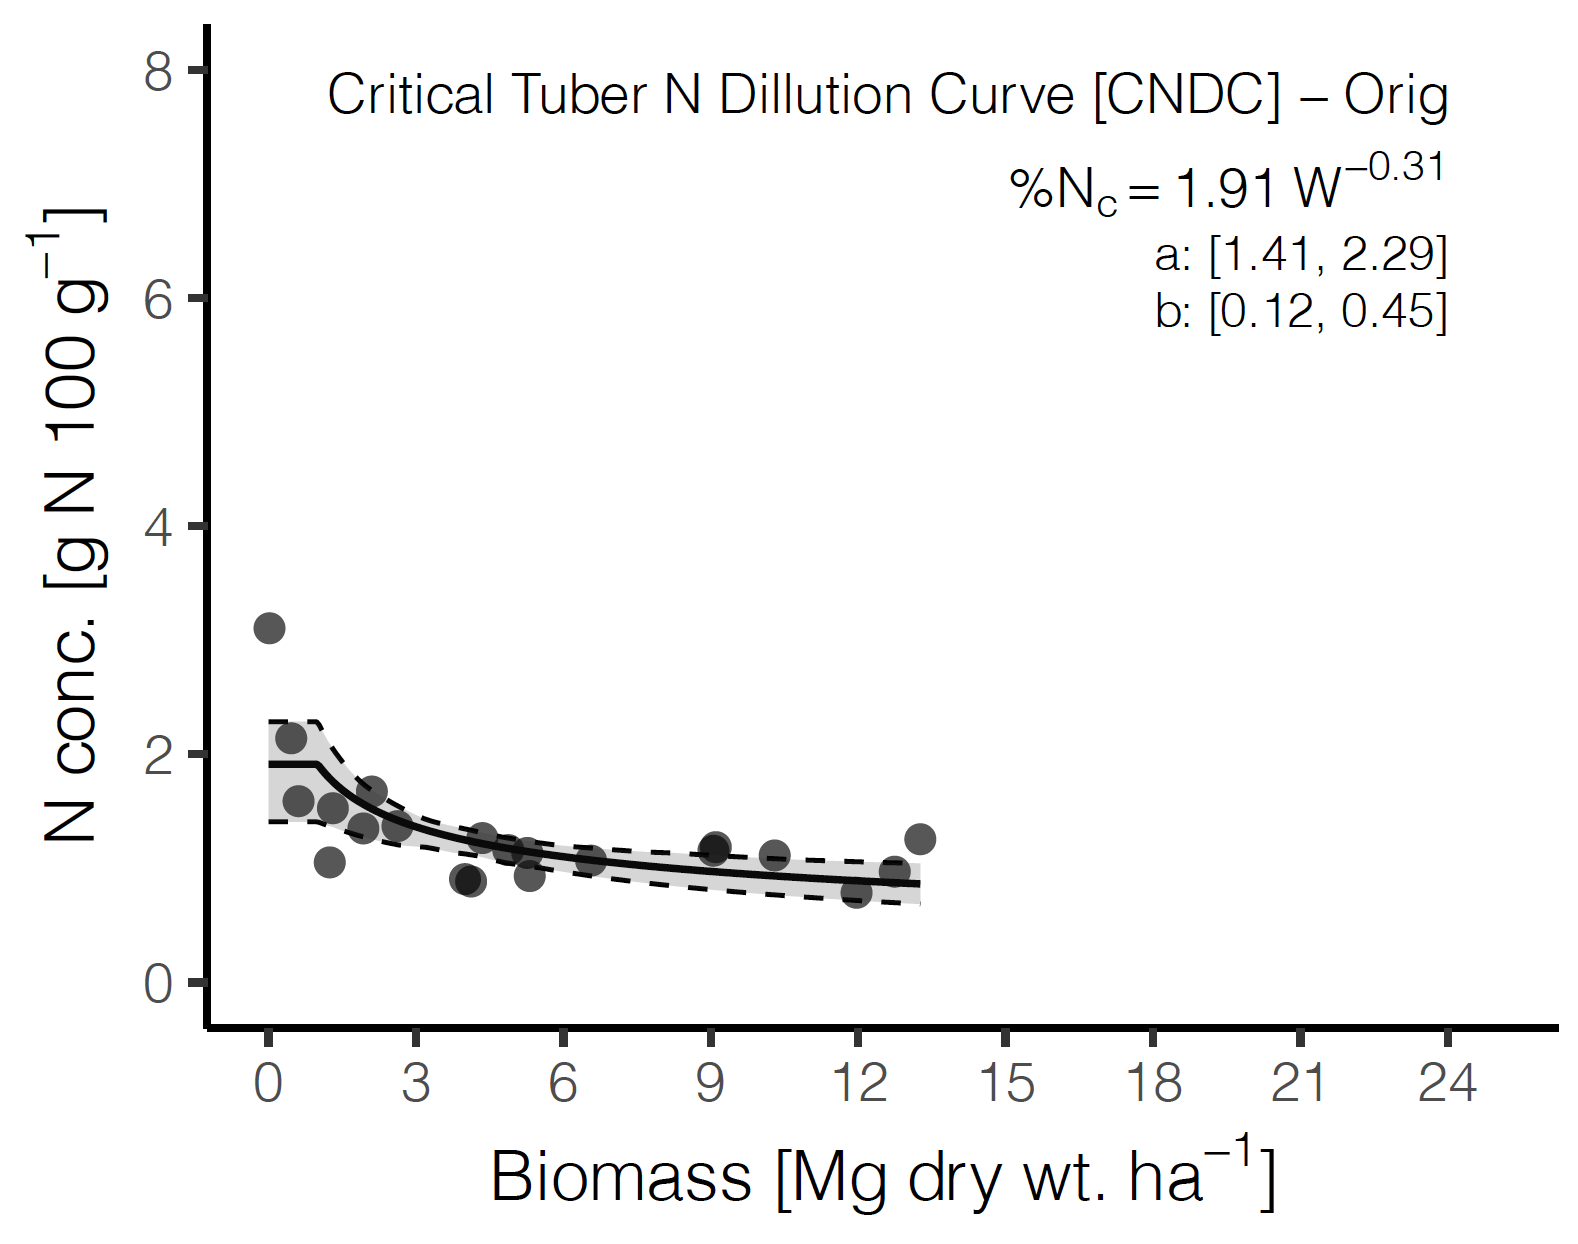 Critical Tuber N Dillution Curve [CNDC] – Orig
%Nc = 1.91 W−0.31
a: [1.41, 2.29]
b: [0.12, 0.45]
N conc. [g N 100 g−1]
8
6
4
2
0
0 3 6 9 12 15 18 21 24
Biomass [Mg dry wt. ha−1]